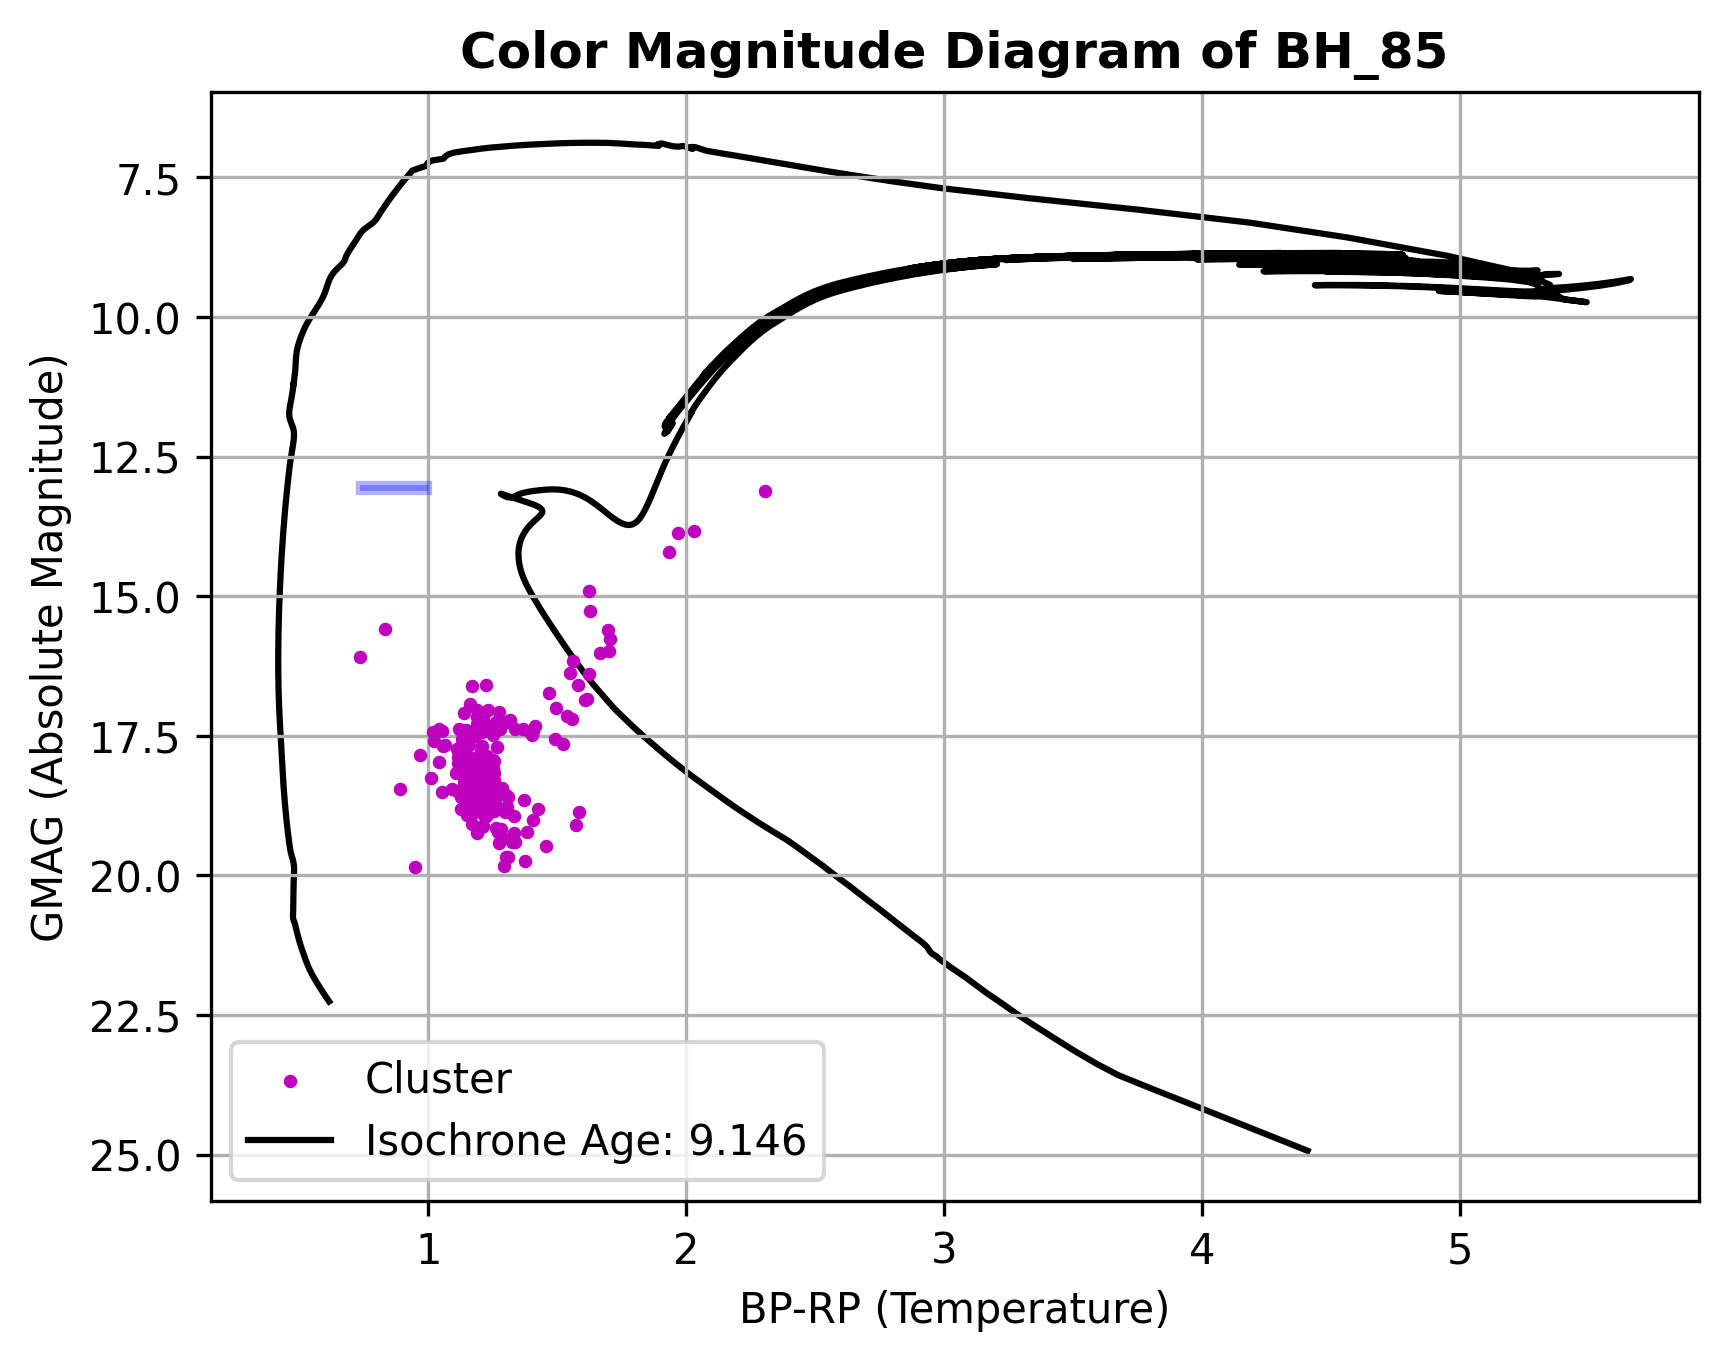 Color Magnitude Diagram of BH_85
GMAG (Absolute Magnitude)
7.5
10.0
12.5
15.0
17.5
20.0
22.5
25.0
Cluster
Isochrone Age: 9.146
1 2 3 4 5
BP-RP (Temperature)